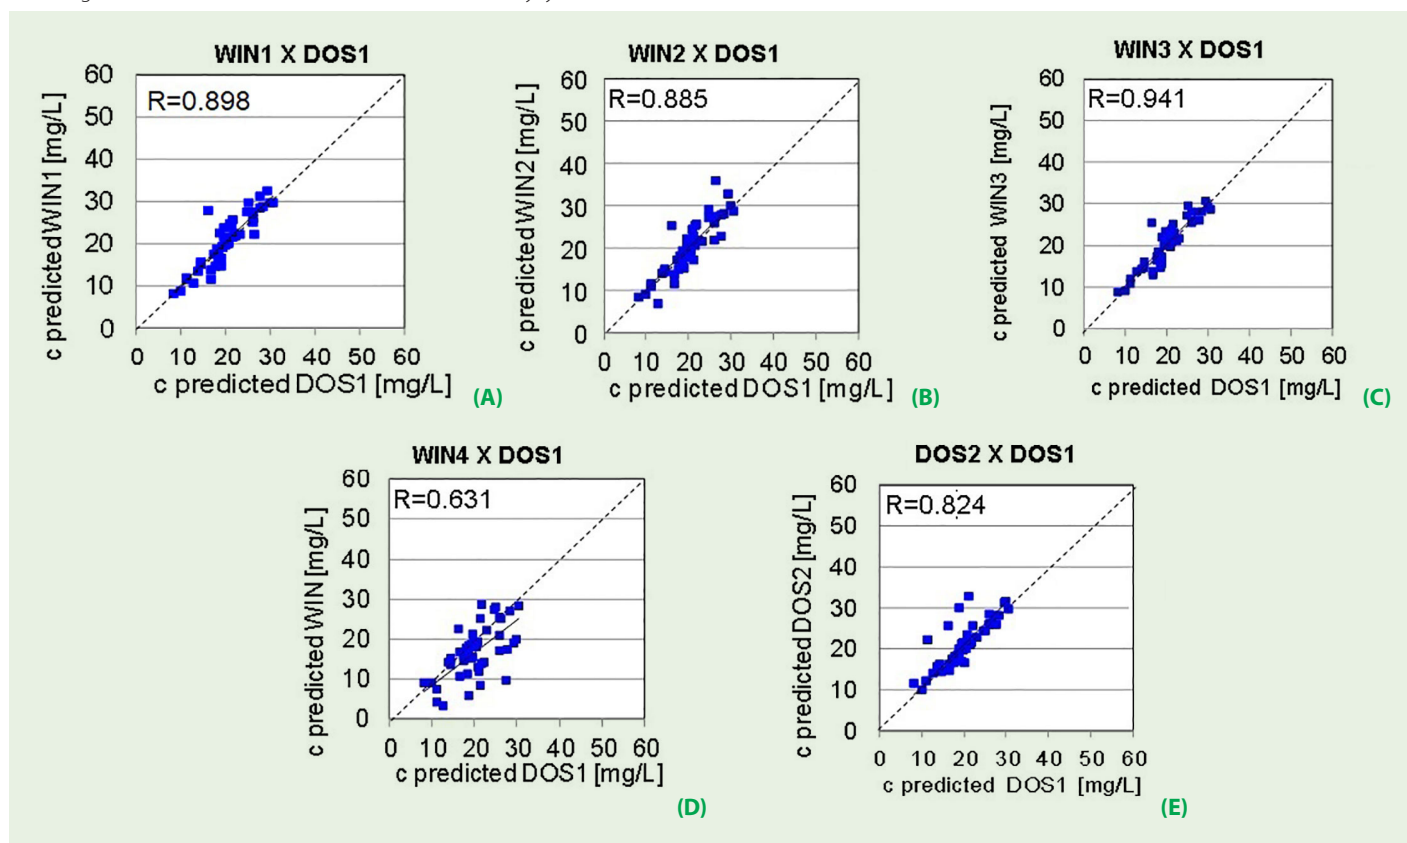 WIN1 X DOS1
R=0.898
60
50
40
30
20
10
0
0 10 20 30 40 50 60
c predictedWIN1 [mg/L]
c predicted DOS1 [mg/L]
(A)
WIN2 X DOS1
R=0.885
60
50
40
30
20
10
0
0 10 20 30 40 50 60
c predicted WIN2 [mg/L]
c predicted DOS1 [mg/L]
(B)
WIN3 X DOS1
R=0.941
60
50
40
30
20
10
0
0 10 20 30 40 50 60
c predicted WIN3 [mg/L]
c predicted DOS1 [mg/L]
(C)
WIN4 X DOS1
R=0.631
60
50
40
30
20
10
0
0 10 20 30 40 50 60
c predicted WIN [mg/L]
c predicted DOS1 [mg/L]
(D)
DOS2 X DOS1
R=0.824
60
50
40
30
20
10
0
0 10 20 30 40 50 60
c predicted DOS2 [mg/L]
c predicted DOS1 [mg/L]
(E)